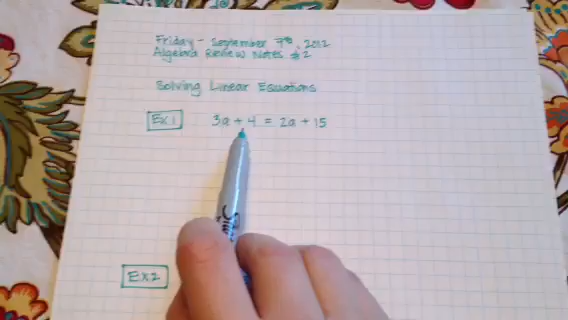 Friday - September 7th, 2012
Algebra Review Notes #2
Solving Linear Equations
Ex 1
3a + 4 = 2a + 15
Ex 2